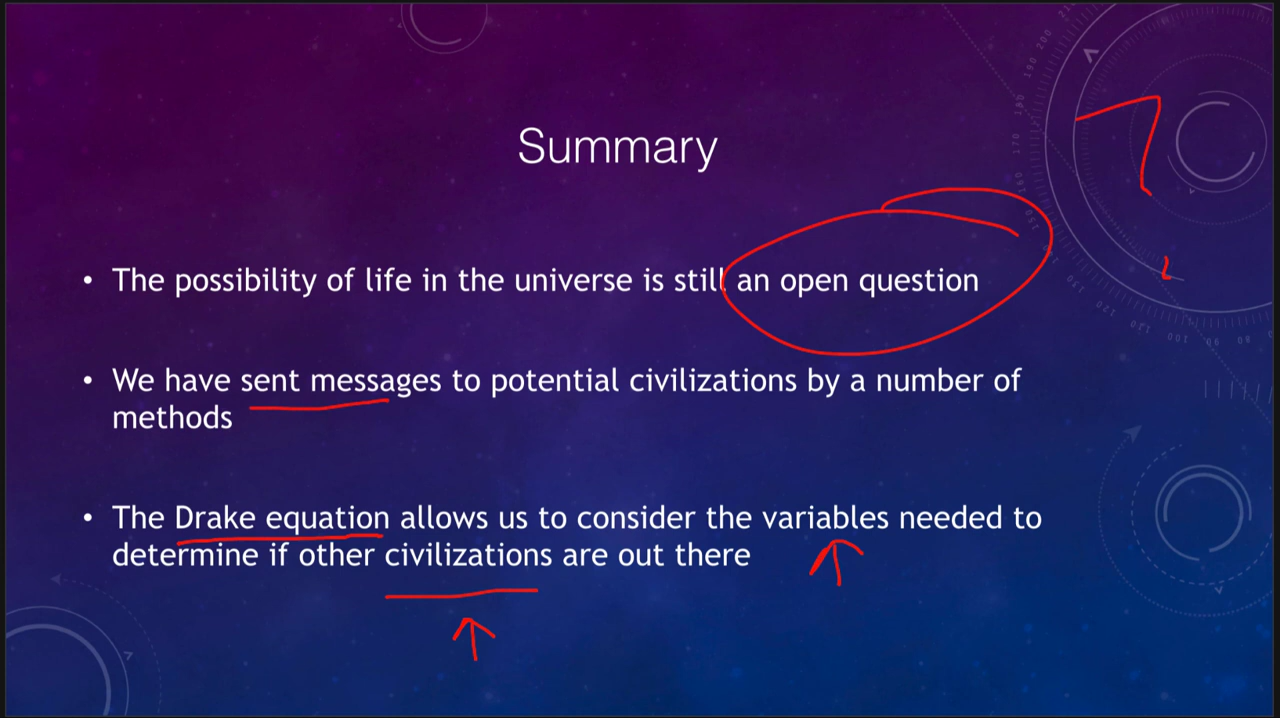 Summary
• The possibility of life in the universe is still an open question
• We have sent messages to potential civilizations by a number of
methods
• The Drake equation allows us to consider the variables needed to
determine if other civilizations are out there